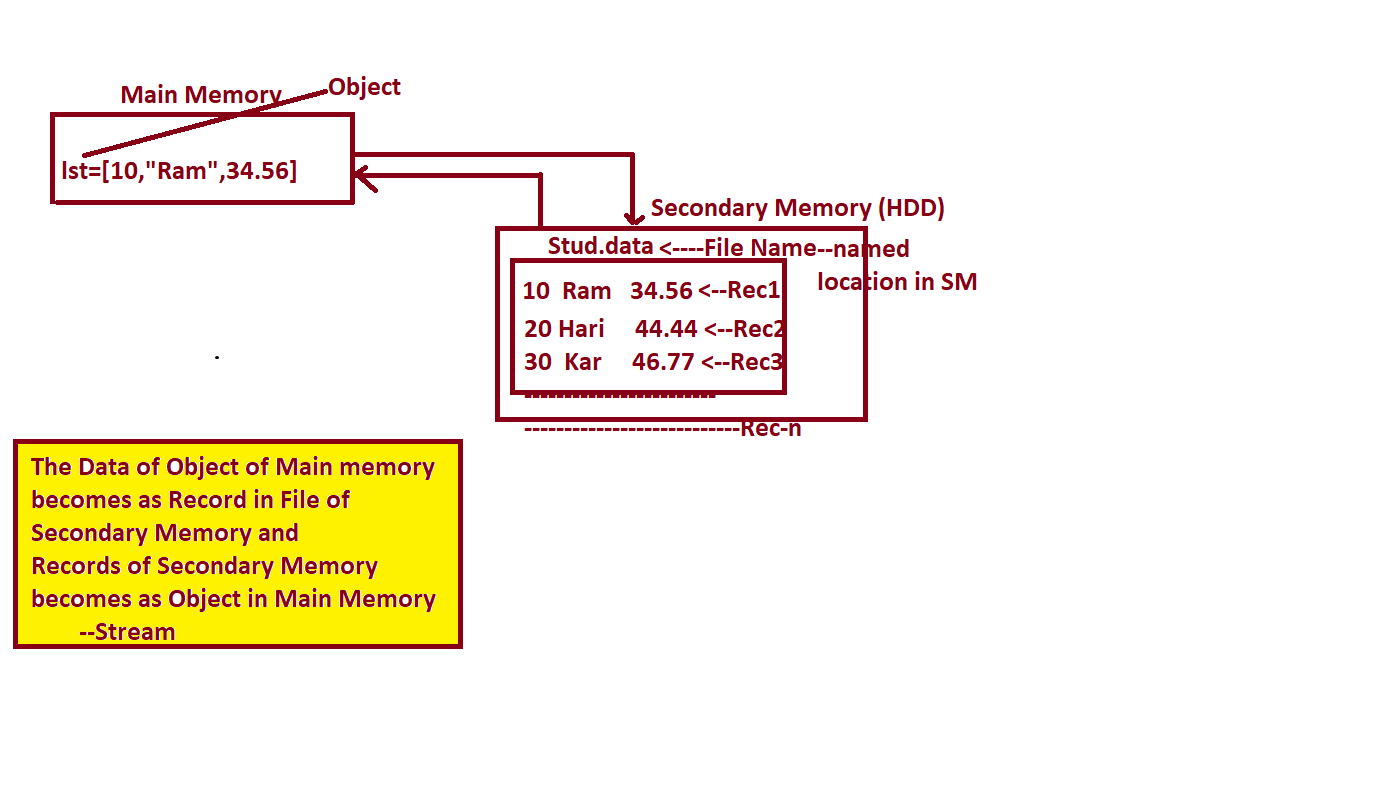 Main Memory
Object
lst=[10,"Ram",34.56]
Secondary Memory (HDD)
Stud.data <----File Name--named
location in SM
10  Ram   34.56 <--Rec1
20 Hari    44.44 <--Rec2
30  Kar    46.77 <--Rec3
------------------------
---------------------------Rec-n
The Data of Object of Main memory
becomes as Record in File of
Secondary Memory and
Records of Secondary Memory
becomes as Object in Main Memory
--Stream